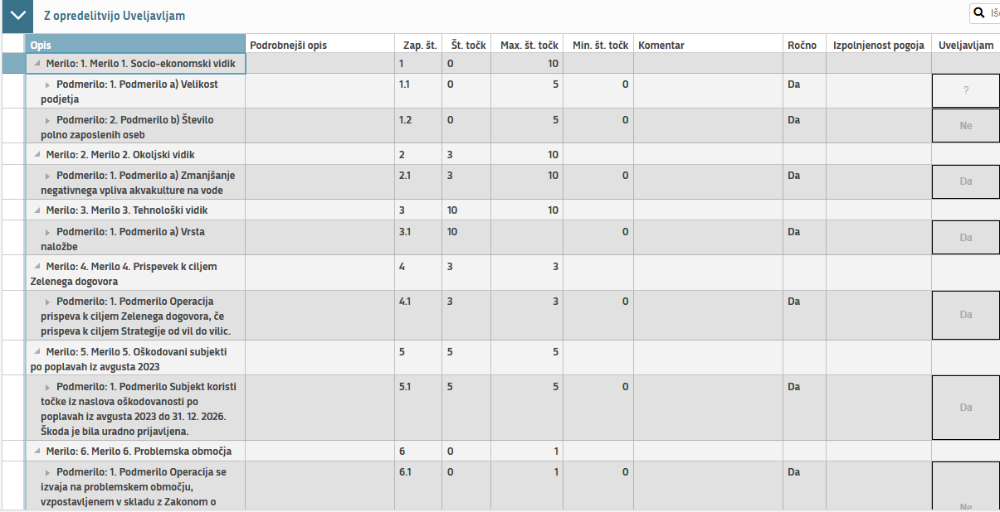 Z opredelitvijo Uveljavljam
Opis Podrobnejši opis Zap. št. Št. točk Max. št. točk Min. št. točk Komentar Ročno Izpolnjenost pogoja Uveljavljam
Merilo: 1. Merilo 1. Socio-ekonomski vidik 1 0 10
Podmerilo: 1. Podmerilo a) Velikost 1.1 0 5 0 Da ?
podjetja
Podmerilo: 2. Podmerilo b) Število 1.2 0 5 0 Da Ne
polno zaposlenih oseb
Merilo: 2. Merilo 2. Okoljski vidik 2 3 10
Podmerilo: 1. Podmerilo a) Zmanjšanje 2.1 3 10 0 Da Da
negativnega vpliva akvakulture na vode
Merilo: 3. Merilo 3. Tehnološki vidik 3 10 10
Podmerilo: 1. Podmerilo a) Vrsta 3.1 10 0 Da Da
naložbe
Merilo: 4. Merilo 4. Prispevek k ciljem 4 3 3
Zelenega dogovora
Podmerilo: 1. Podmerilo Operacija 4.1 3 3 0 Da Da
prispeva k ciljem Zelenega dogovora, če
prispeva k ciljem Strategije od vil do vilic.
Merilo: 5. Merilo 5. Oškodovani subjekti 5 5 5
po poplavah iz avgusta 2023
Podmerilo: 1. Podmerilo Subjekt koristi 5.1 5 5 0 Da Da
točke iz naslova oškodovanosti po
poplavah iz avgusta 2023 do 31. 12. 2026.
Škoda je bila uradno prijavljena.
Merilo: 6. Merilo 6. Problemska območja 6 0 1
Podmerilo: 1. Podmerilo Operacija se 6.1 0 1 0 Da Ne
izvaja na problemskem območju,
vzpostavljenem v skladu z Zakonom o